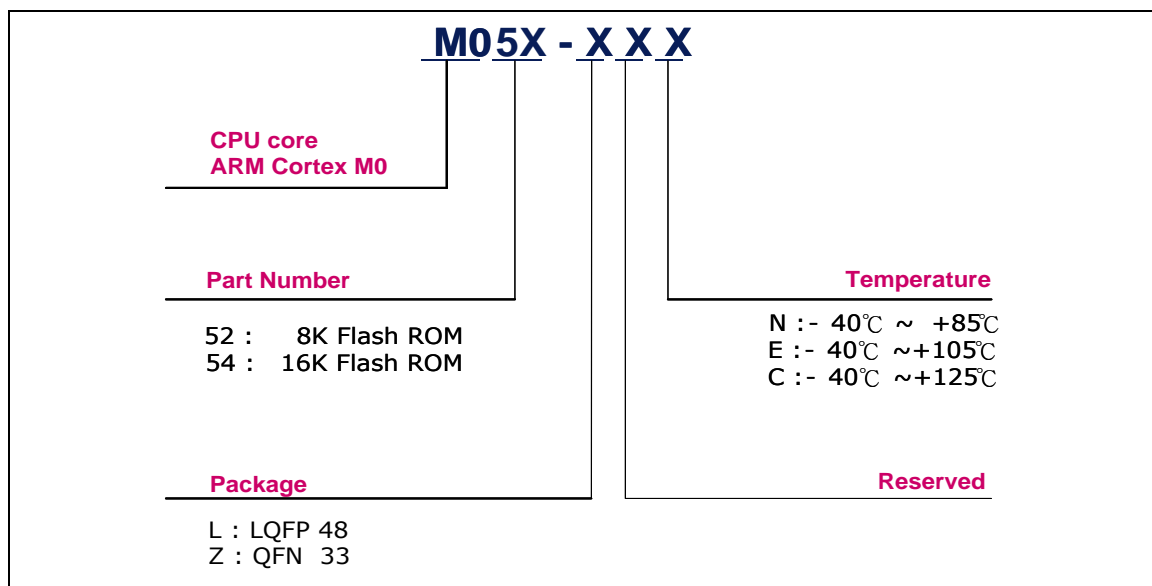 M05X - X X X
CPU core
ARM Cortex M0
Part Number
52 : 8K Flash ROM
54 : 16K Flash ROM
Package
L : LQFP 48
Z : QFN 33
Temperature
N :- 40℃ ~ +85℃
E :- 40℃ ~+105℃
C :- 40℃ ~+125℃
Reserved